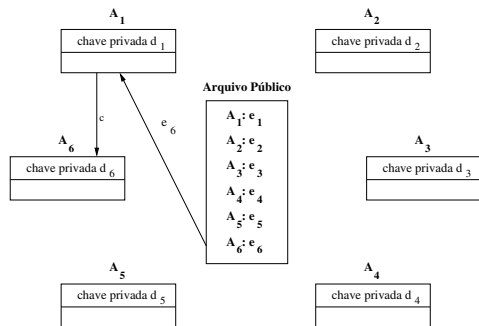 A1
chave privada d1
A2
chave privada d2
Arquivo Público
A1: e1
A2: e2
A3: e3
A4: e4
A5: e5
A6: e6
c
e6
A6
chave privada d6
A3
chave privada d3
A5
chave privada d5
A4
chave privada d4